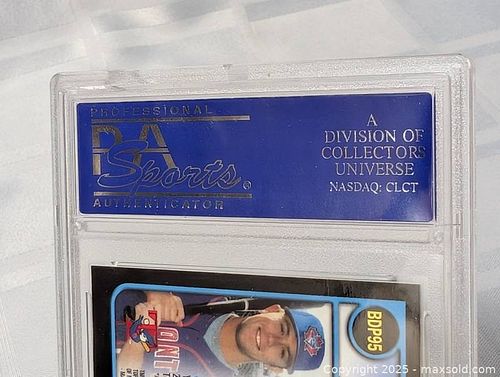 PROFESSIONAL
PSA
Sports
AUTHENTICATOR
A
DIVISION OF
COLLECTORS
UNIVERSE
NASDAQ: CLCT
BDP95
Copyright 2025 - maxsold.com